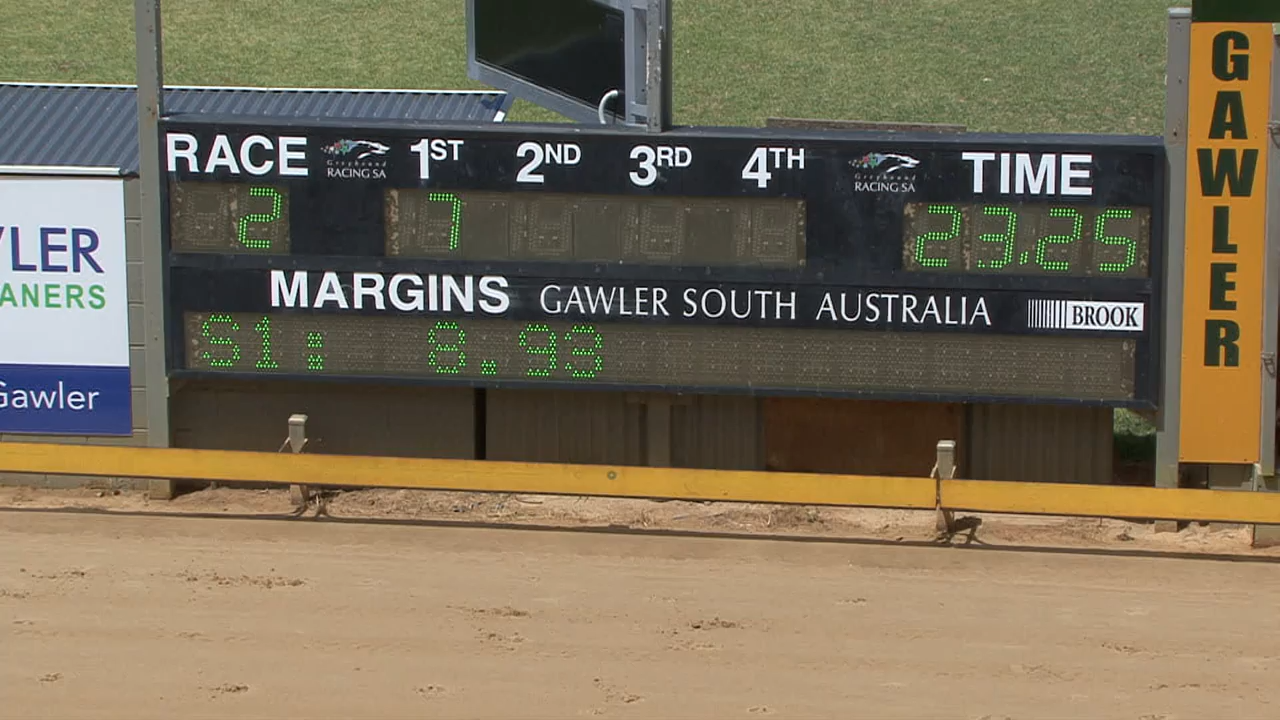 RACE
Greyhound
RACING SA
1ST 2ND 3RD 4TH
Greyhound
RACING SA
TIME
2 7 23.25
MARGINS GAWLER SOUTH AUSTRALIA BROOK
S1: 8.93
LER
ANERS
Gawler
GAWLER